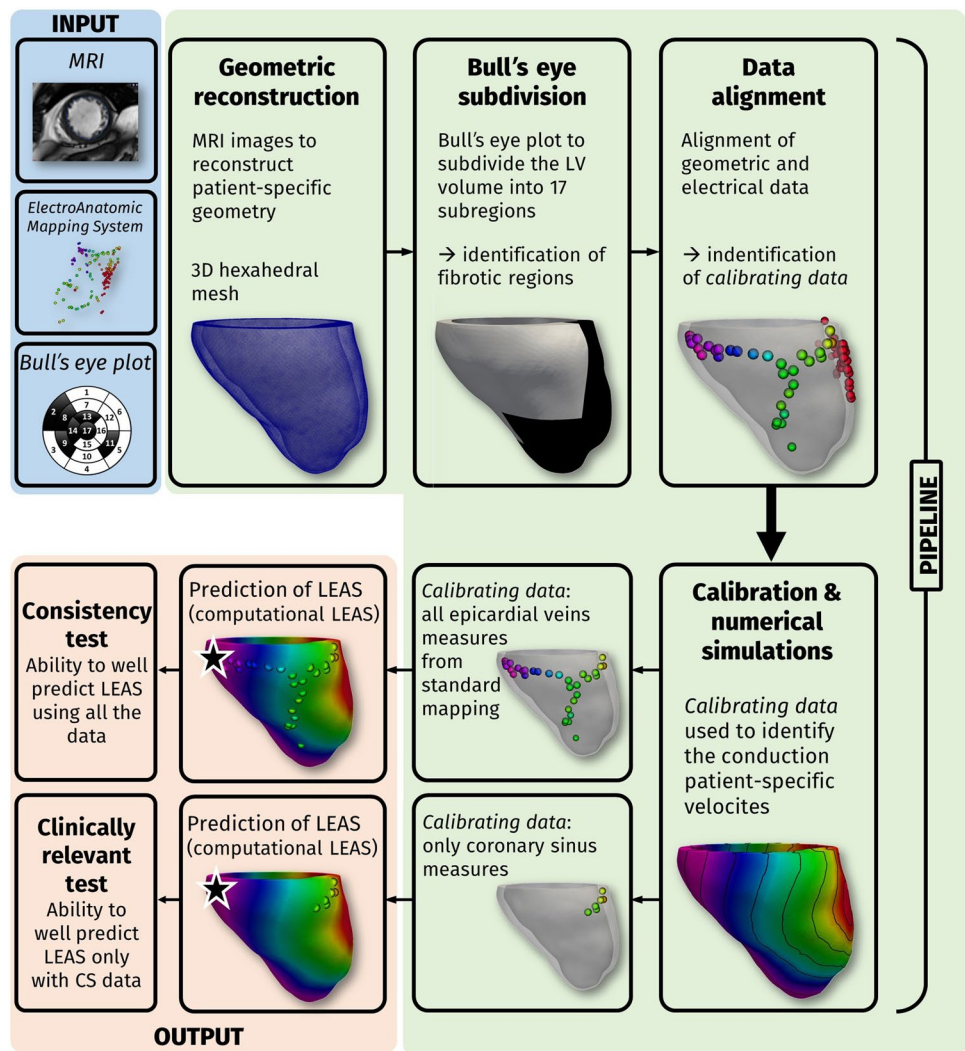 INPUT
MRI
ElectroAnatomic
Mapping System
Bull's eye plot
1
2
7
6
8
13
12
14
17
16
9
15
11
3
10
5
4
Geometric
reconstruction
MRI images to
reconstruct
patient-specific
geometry
3D hexahedral
mesh
Bull's eye
subdivision
Bull's eye plot to
subdivide the LV
volume into 17
subregions
→ identification of
fibrotic regions
Data
alignment
Alignment of
geometric and
electrical data
→ indentification
of calibrating data
PIPELINE
Calibration &
numerical
simulations
Calibrating data
used to identify
the conduction
patient-specific
velocites
Calibrating data:
all epicardial veins
measures
from
standard
mapping
Prediction of LEAS
(computational LEAS)
Consistency
test
Ability to well
predict LEAS
using all the
data
Calibrating data:
only coronary sinus
measures
Prediction of LEAS
(computational LEAS)
Clinically
relevant
test
Ability to
well predict
LEAS only
with CS data
OUTPUT